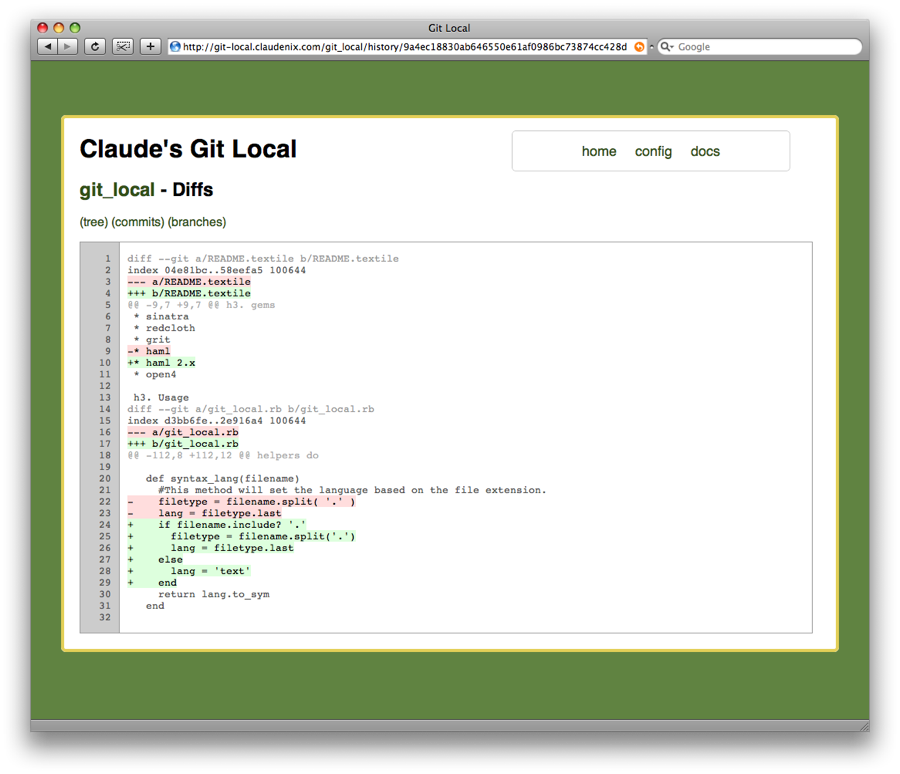 Git Local
http://git-local.claudenix.com/git_local/history/9a4ec18830ab646550e61af0986bc73874cc428d
Google
Claude's Git Local
home config docs
git_local - Diffs
(tree) (commits) (branches)
1 diff --git a/README.textile b/README.textile
2 index 04e81bc..58eefa5 100644
3 --- a/README.textile
4 +++ b/README.textile
5 @@ -9,7 +9,7 @@ h3. gems
6  * sinatra
7  * redcloth
8  * grit
9 -* haml
10 +* haml 2.x
11  * open4
12
13  h3. Usage
14 diff --git a/git_local.rb b/git_local.rb
15 index d3bb6fe..2e916a4 100644
16 --- a/git_local.rb
17 +++ b/git_local.rb
18 @@ -112,8 +112,12 @@ helpers do
19
20    def syntax_lang(filename)
21      #This method will set the language based on the file extension.
22 -    filetype = filename.split( '.' )
23 -    lang = filetype.last
24 +    if filename.include? '.'
25 +      filetype = filename.split('.')
26 +      lang = filetype.last
27 +    else
28 +      lang = 'text'
29 +    end
30      return lang.to_sym
31    end
32